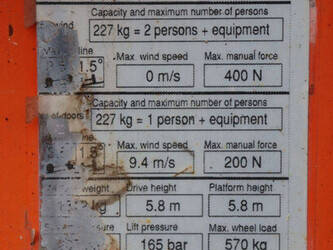 Capacity and maximum number of persons
wind
227 kg = 2 persons + equipment
line Max. wind speed Max. manual force
1.5° 0 m/s 400 N
Capacity and maximum number of persons
of doors
227 kg = 1 person + equipment
Max. wind speed Max. manual force
1.5° 9.4 m/s 200 N
weight Drive height Platform height
kg 5.8 m 5.8 m
Lift pressure Max. wheel load
165 bar 570 kg